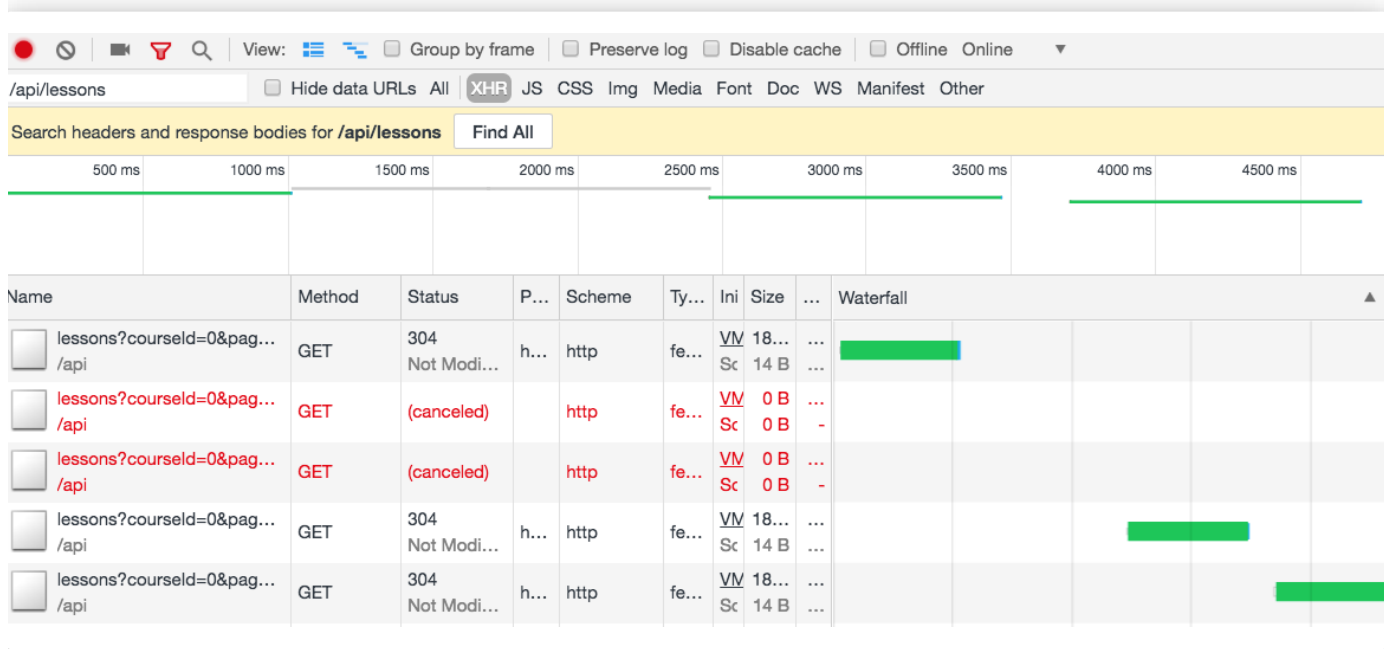 View: Group by frame Preserve log Disable cache Offline Online
/api/lessons Hide data URLs All XHR JS CSS Img Media Font Doc WS Manifest Other
Search headers and response bodies for /api/lessons Find All
500 ms 1000 ms 1500 ms 2000 ms 2500 ms 3000 ms 3500 ms 4000 ms 4500 ms
Name Method Status P... Scheme Ty... Ini Size ... Waterfall
lessons?courseId=0&pag... GET 304 h... http fe... VM 18... ...
/api Not Modi... Sc 14 B ...
lessons?courseId=0&pag... GET (canceled) http fe... VM 0 B ...
/api Sc 0 B -
lessons?courseId=0&pag... GET (canceled) http fe... VM 0 B ...
/api Sc 0 B -
lessons?courseId=0&pag... GET 304 h... http fe... VM 18... ...
/api Not Modi... Sc 14 B ...
lessons?courseId=0&pag... GET 304 h... http fe... VM 18... ...
/api Not Modi... Sc 14 B ...